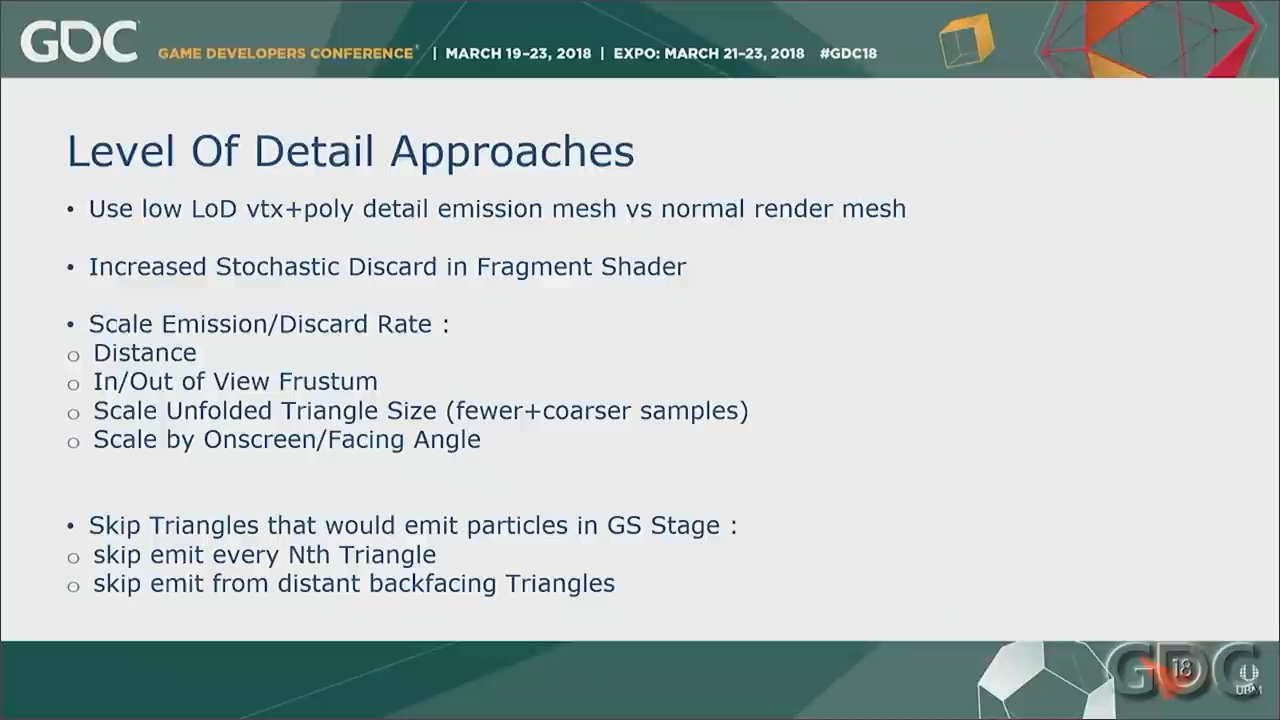 GDC GAME DEVELOPERS CONFERENCE | MARCH 19–23, 2018 | EXPO: MARCH 21–23, 2018 #GDC18
Level Of Detail Approaches
• Use low LoD vtx+poly detail emission mesh vs normal render mesh
• Increased Stochastic Discard in Fragment Shader
• Scale Emission/Discard Rate :
o Distance
o In/Out of View Frustum
o Scale Unfolded Triangle Size (fewer+coarser samples)
o Scale by Onscreen/Facing Angle
• Skip Triangles that would emit particles in GS Stage :
o skip emit every Nth Triangle
o skip emit from distant backfacing Triangles
GDC 18 UBM